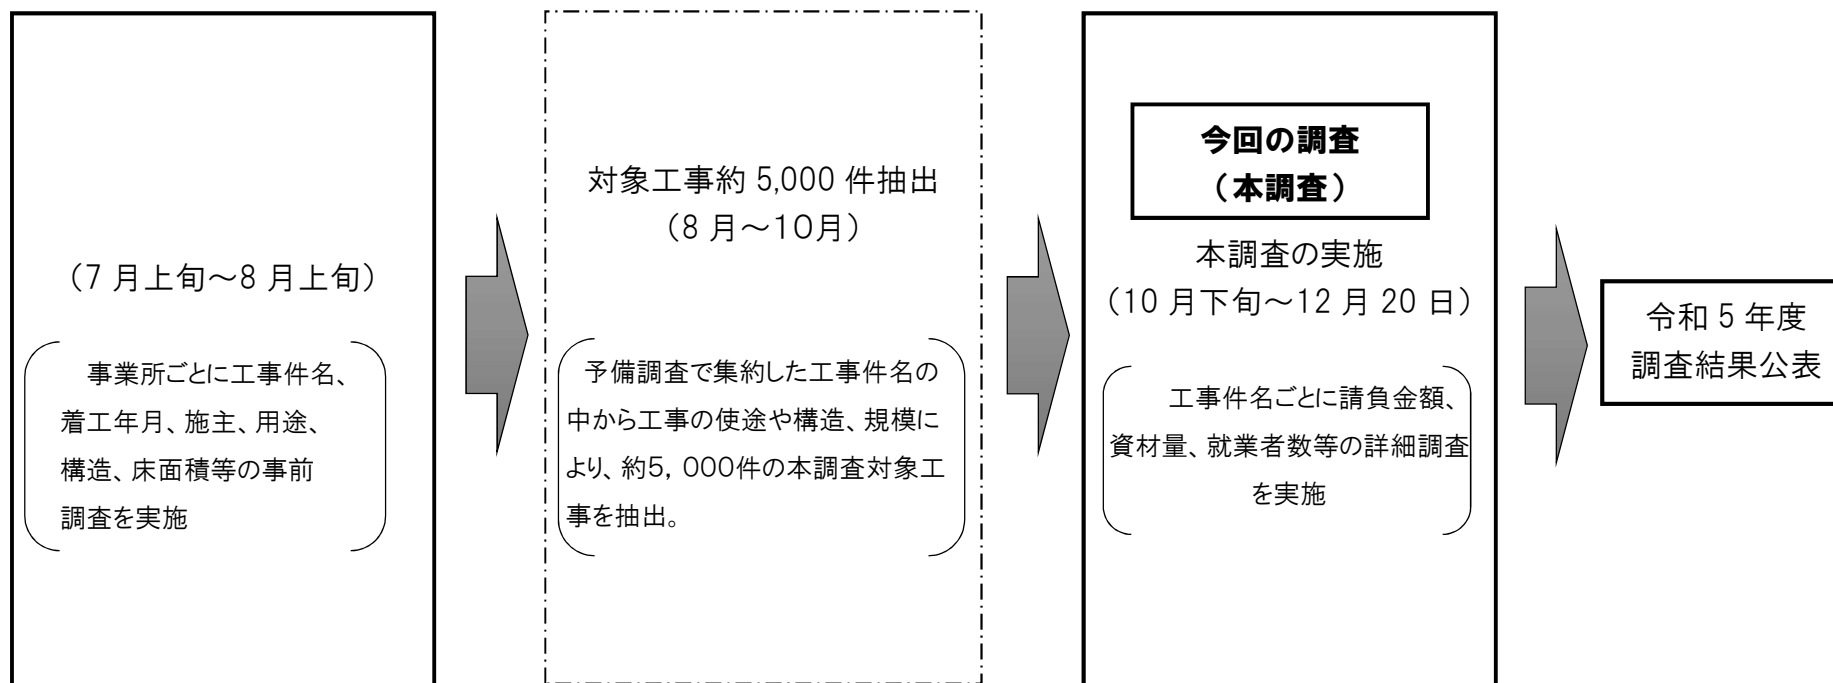 （7月上旬～8月上旬）
事業所ごとに工事件名、
着工年月、施主、用途、
構造、床面積等の事前
調査を実施
対象工事約 5,000 件抽出
（8 月～10月）
予備調査で集約した工事件名の
中から工事の使途や構造、規模に
より、約5，000件の本調査対象工
事を抽出。
今回の調査
（本調査）
本調査の実施
（10 月下旬～12 月 20 日）
工事件名ごとに請負金額、
資材量、就業者数等の詳細調査
を実施
令和 5 年度
調査結果公表